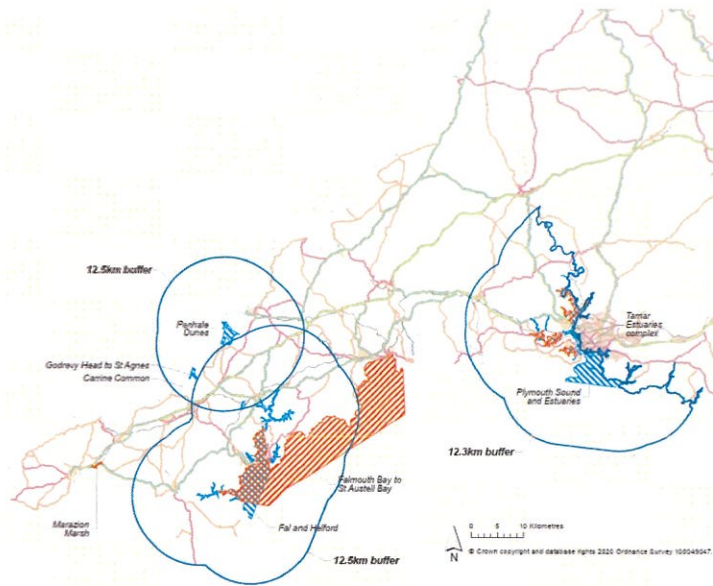 12.5km buffer
Penhale
Dunes
Godrevy Head to St Agnes
Carrine Common
Tamar
Estuaries
complex
Plymouth Sound
and Estuaries
12.3km buffer
Falmouth Bay to
St Austell Bay
Marazion
Marsh
Fal and Helford
12.5km buffer
0 5 10 Kilometres
N
© Crown copyright and database rights 2020 Ordnance Survey 100049047.